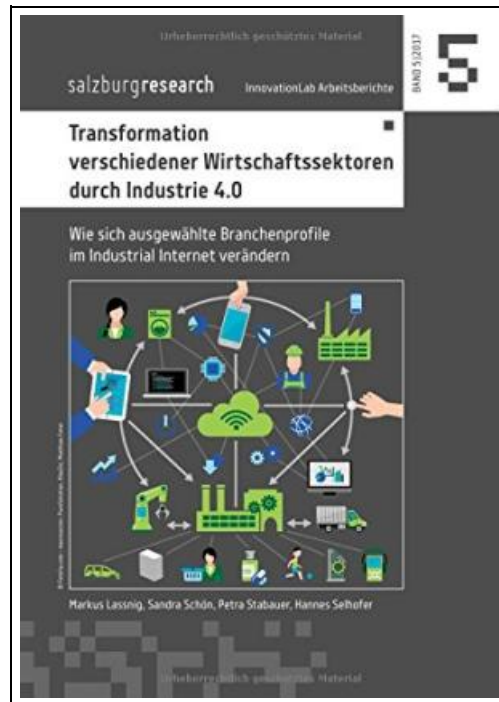 Urheberrechtlich geschütztes Material
salzburgresearch
InnovationLab Arbeitsberichte
BAND 5|2017
5
Transformation
verschiedener Wirtschaftssektoren
durch Industrie 4.0
Wie sich ausgewählte Branchenprofile
im Industrial Internet verändern
Markus Lassnig, Sandra Schön, Petra Stabauer, Hannes Selhofer
Urheberrechtlich geschütztes Material